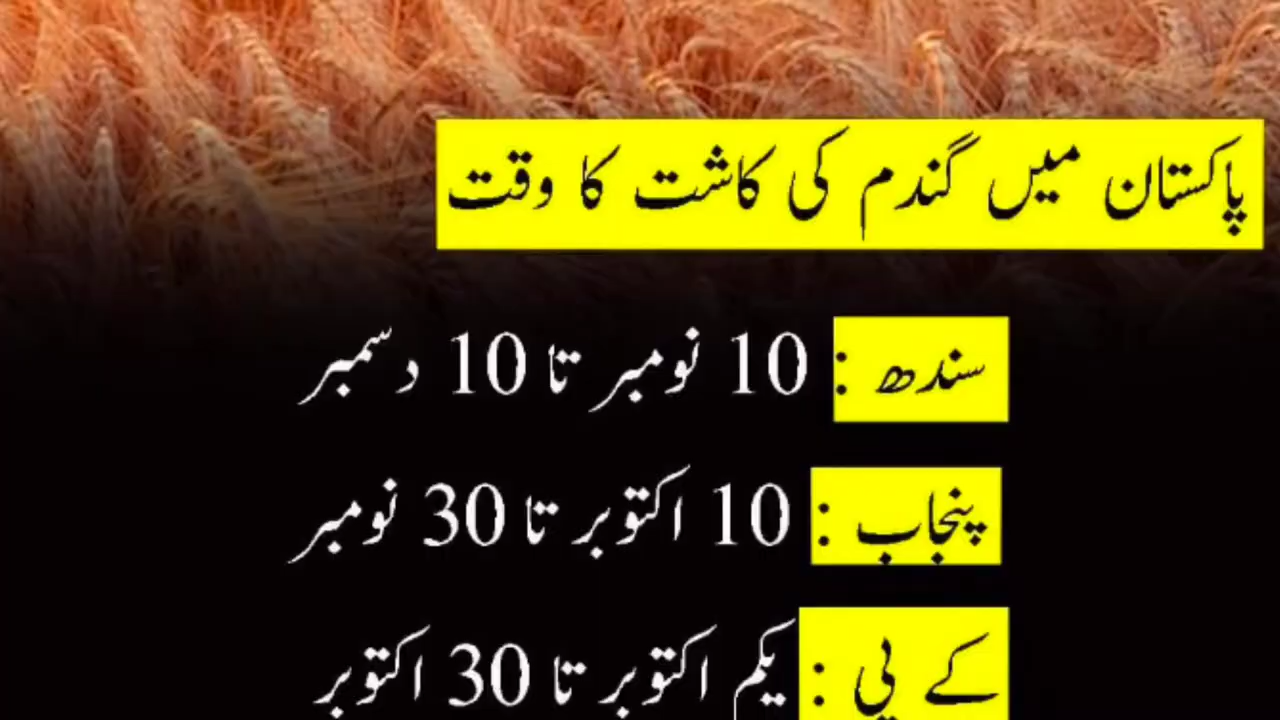 پاکستان میں گندم کی کاشت کا وقت
سندھ : 10 نومبر تا 10 دسمبر
پنجاب : 10 اکتوبر تا 30 نومبر
کے پی : یکم اکتوبر تا 30 اکتوبر